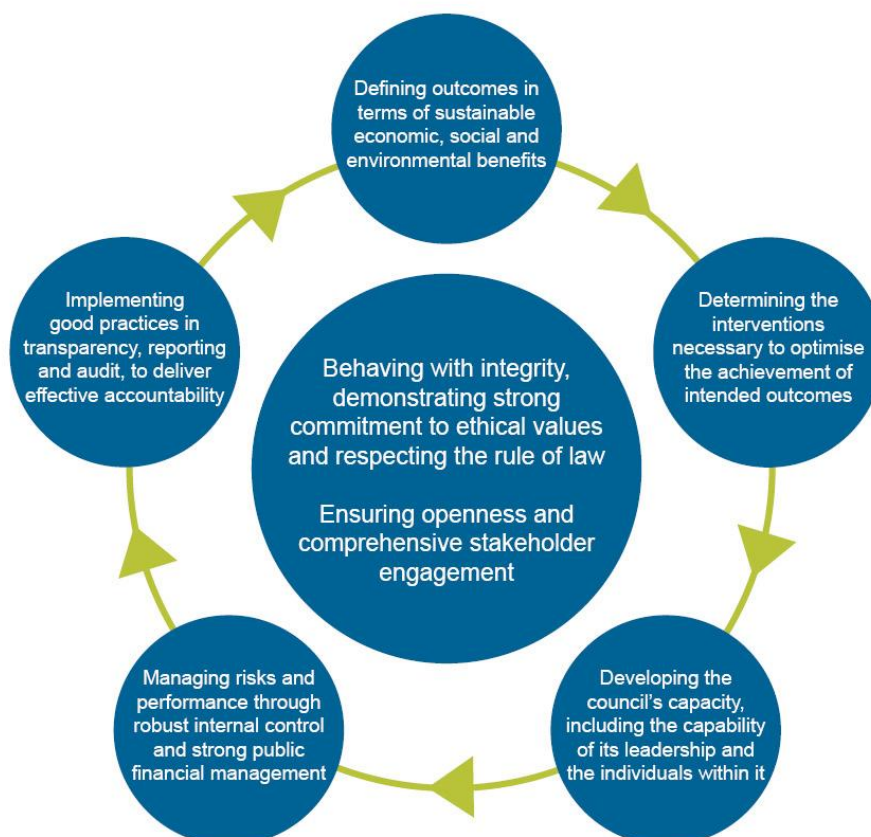 Defining outcomes in
terms of sustainable
economic, social and
environmental benefits
Determining the
interventions
necessary to optimise
the achievement of
intended outcomes
Developing the
council's capacity,
including the capability
of its leadership and
the individuals within it
Managing risks and
performance through
robust internal control
and strong public
financial management
Implementing
good practices in
transparency, reporting
and audit, to deliver
effective accountability
Behaving with integrity,
demonstrating strong
commitment to ethical values
and respecting the rule of law
Ensuring openness and
comprehensive stakeholder
engagement